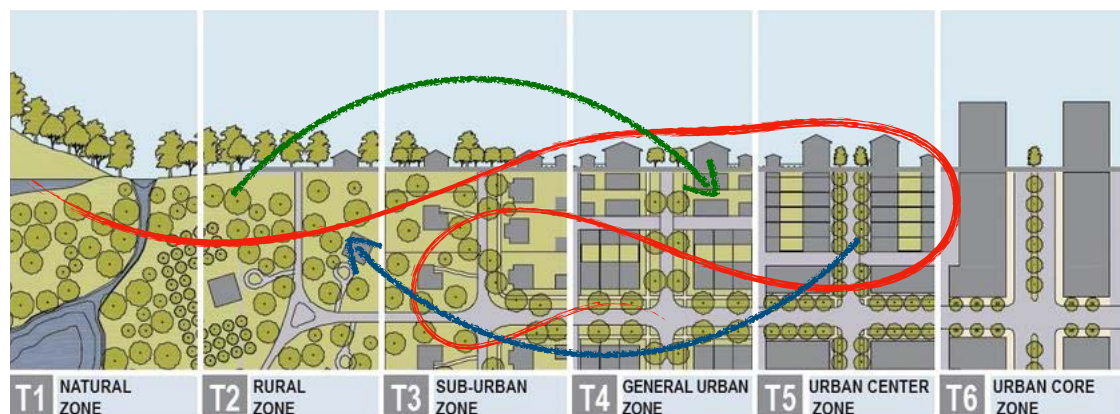 T1 NATURAL ZONE
T2 RURAL ZONE
T3 SUB-URBAN ZONE
T4 GENERAL URBAN ZONE
T5 URBAN CENTER ZONE
T6 URBAN CORE ZONE